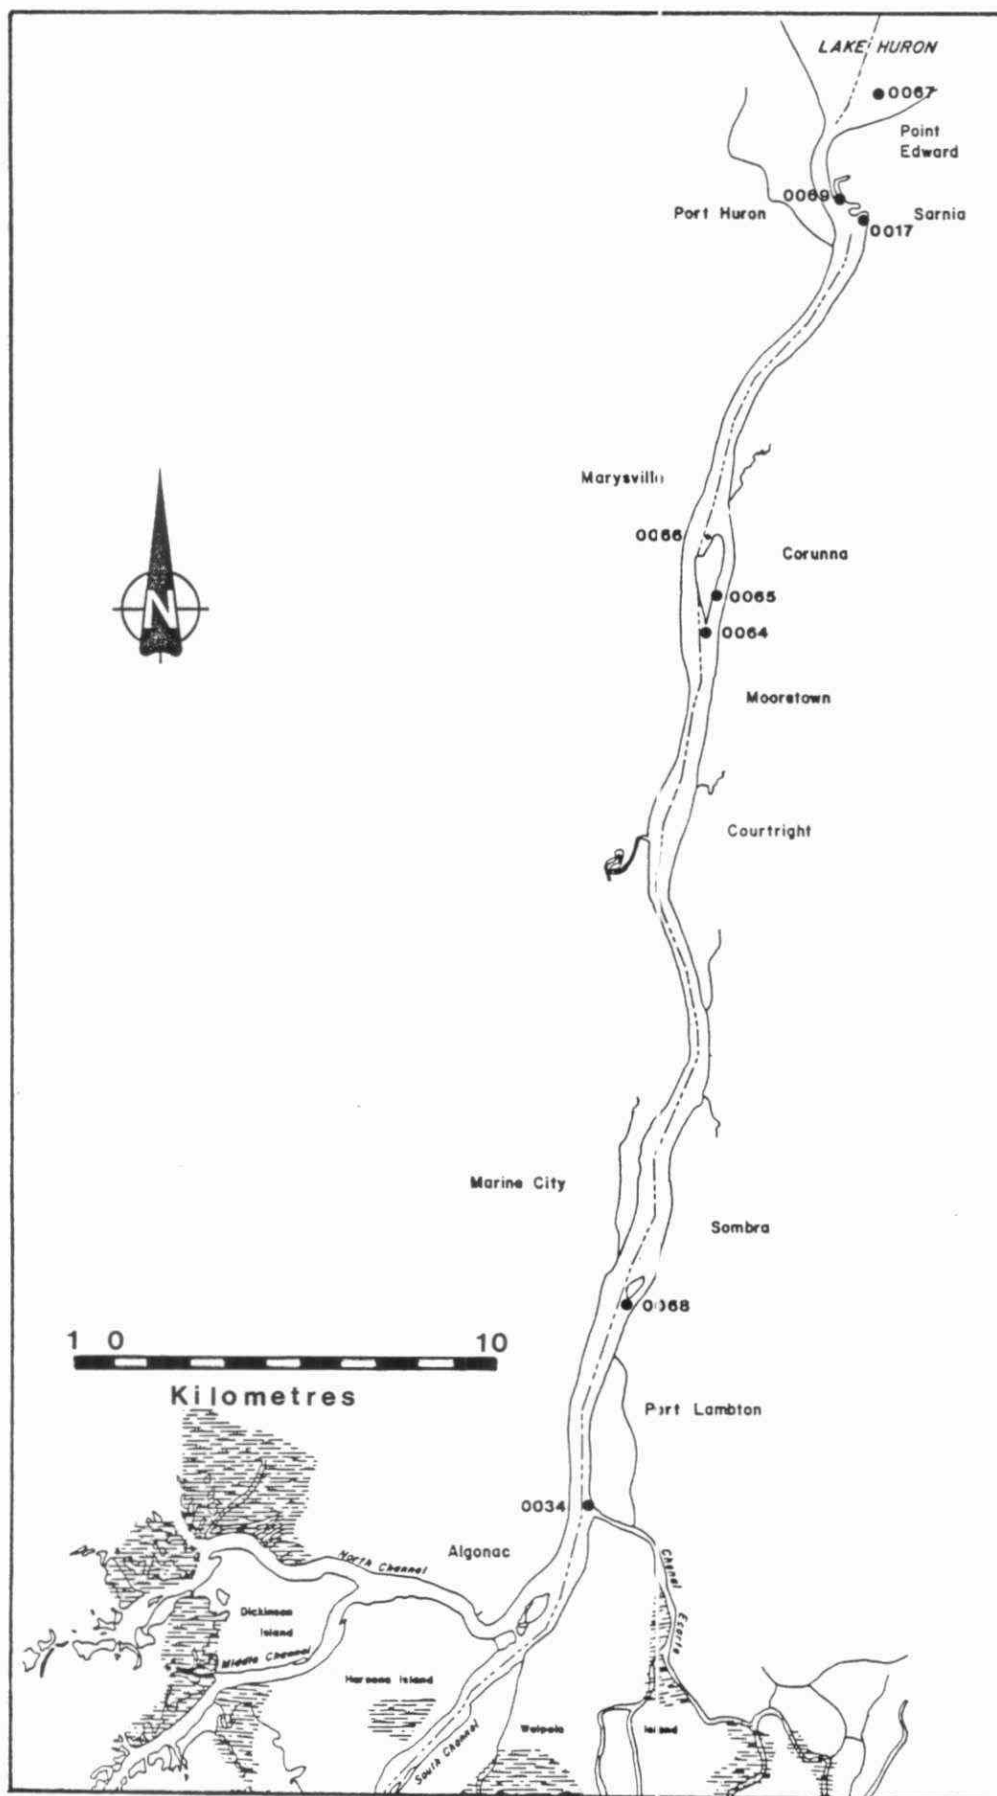 LAKE HURON
0067
Point
Edward
0069
Port Huron
Sarnia
0017
Marysville
0066
Corunna
0065
0064
N
Mooretown
Courtright
Marine City
Sombra
0068
1 0 10
Kilometres
Port Lambton
0034
Algonac
North Channel
Chenal Ecarte
Dickinson
Island
Middle Channel
Harsens Island
South Channel
Walpole Island